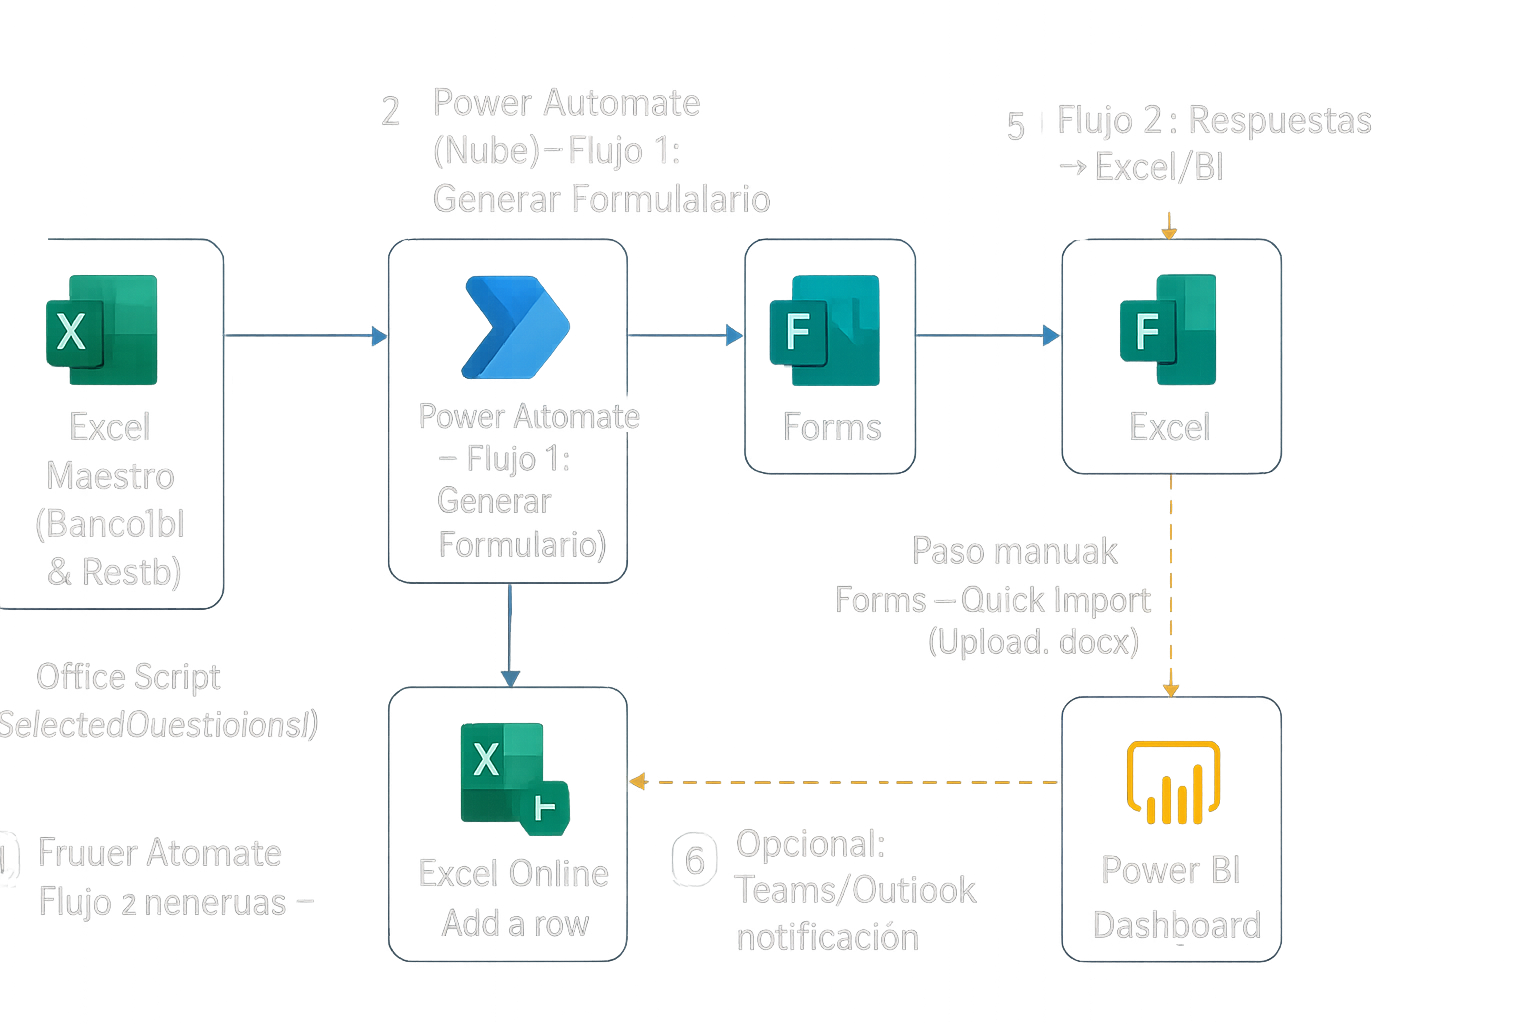 2 Power Automate
(Nube)–Flujo 1:
Generar Formulalario
5 Flujo 2: Respuestas
→ Excel/BI
X
Excel
Maestro
(Banco1bl
& Restb)
Power Attomate
– Flujo 1:
Generar
Formulario)
F
Forms
F
Excel
Paso manuak
Forms – Quick Import
(Upload. docx)
Office Script
SelectedOuestioionsI)
Fruuer Atomate
Flujo 2 neneruas –
X
Excel Online
Add a row
6 Opcional:
Teams/Outiook
notificación
Power BI
Dashboard